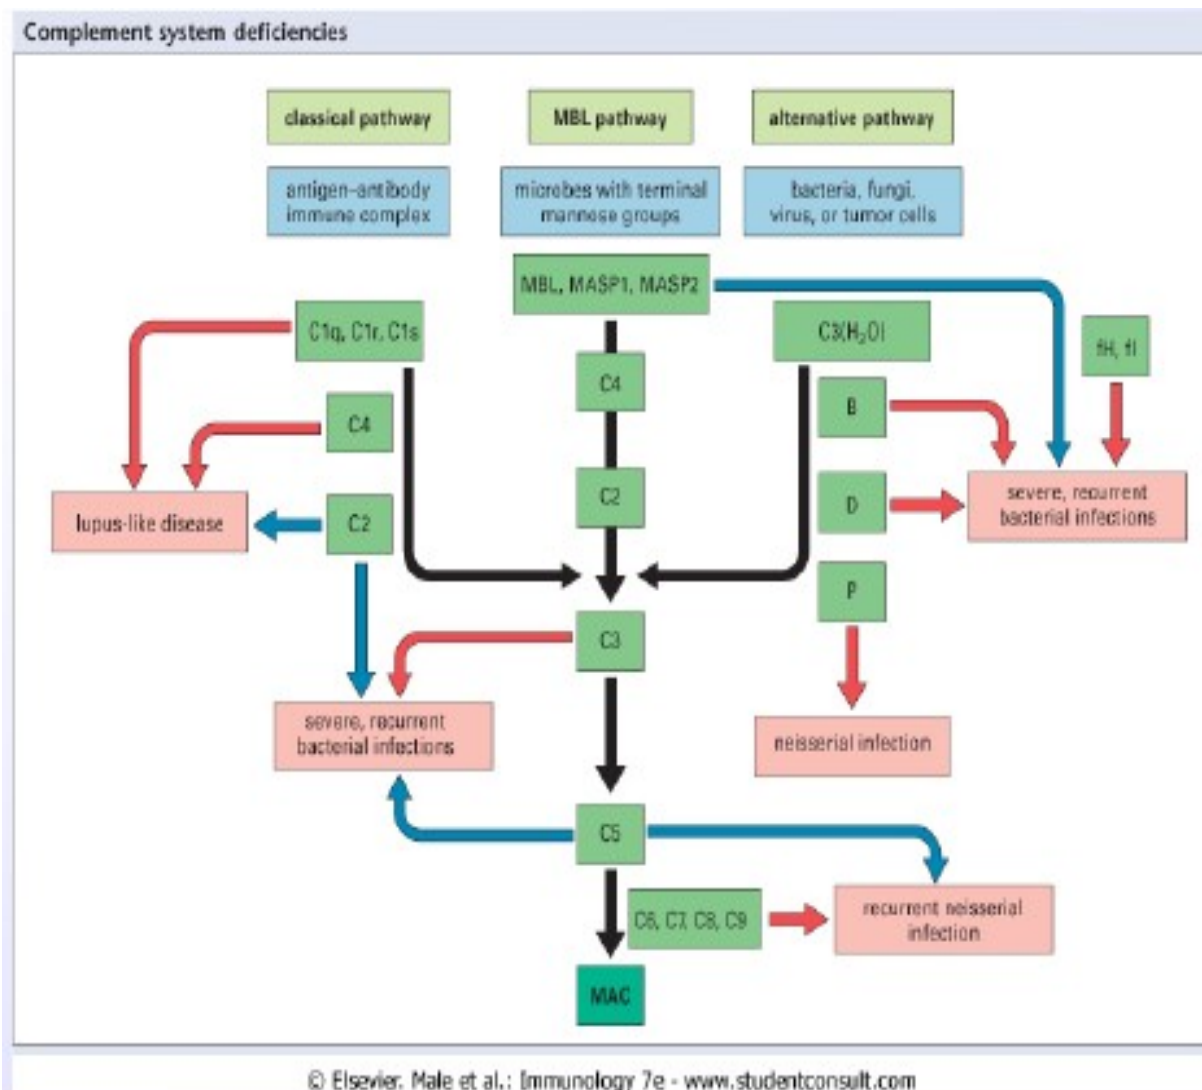 Complement system deficiencies
classical pathway
MBL pathway
alternative pathway
antigen-antibody
immune complex
microbes with terminal
mannose groups
bacteria, fungi,
virus, or tumor cells
MBL, MASP1, MASP2
C1q, C1r, C1s
C3(H₂O)
fH, fI
C4
C4
B
C2
C2
D
lupus-like disease
severe, recurrent
bacterial infections
P
C3
severe, recurrent
bacterial infections
neisserial infection
C5
C6, C7, C8, C9
recurrent neisserial
infection
MAC
© Elsevier. Male et al.: Immunology 7e - www.studentconsult.com